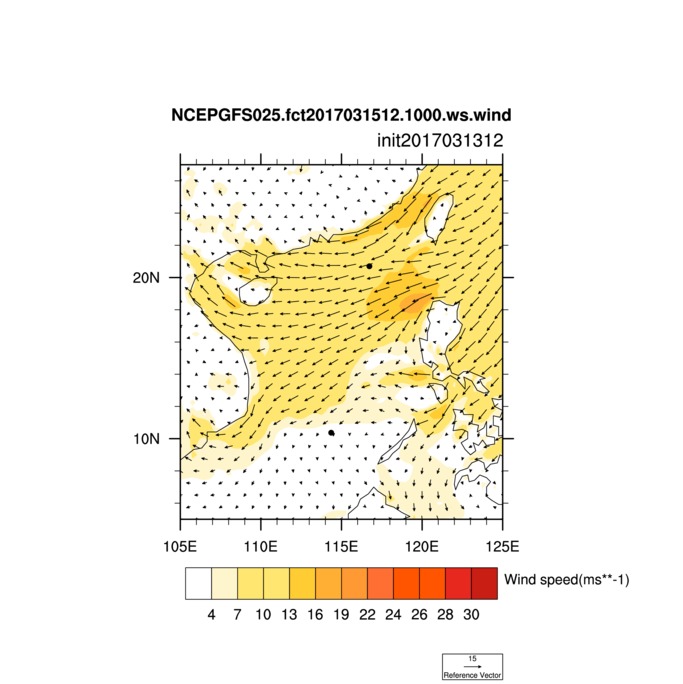 NCEPGFS025.fct2017031512.1000.ws.wind
init2017031312
20N
10N
105E 110E 115E 120E 125E
Wind speed(ms**-1)
4 7 10 13 16 19 22 24 26 28 30
15
Reference Vector